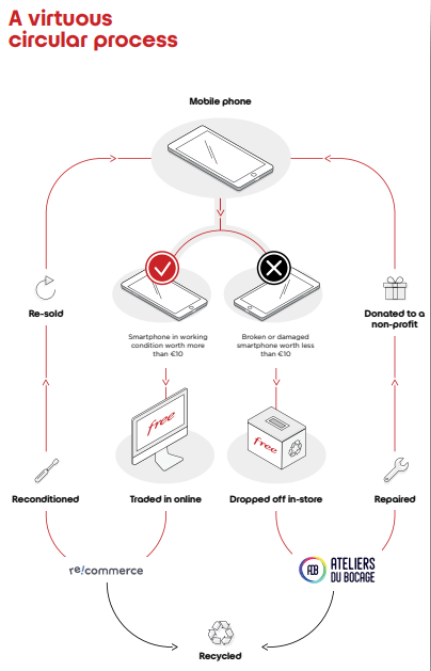 A virtuous
circular process
Mobile phone
Smartphone in working
condition worth more
than €10
Broken or damaged
smartphone worth less
than €10
Re-sold
Donated to a
non-profit
free
free
Reconditioned
Traded in online
Dropped off in-store
Repaired
re!commerce
ADB
ATELIERS
DU BOCAGE
Recycled